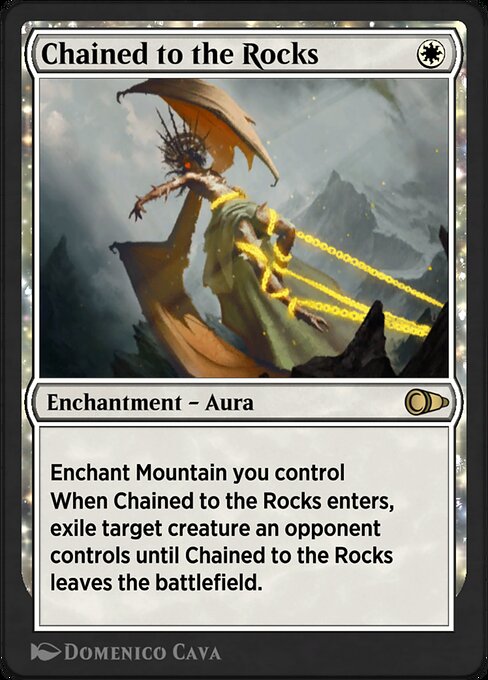 Chained to the Rocks
Enchantment – Aura
Enchant Mountain you control
When Chained to the Rocks enters,
exile target creature an opponent
controls until Chained to the Rocks
leaves the battlefield.
Domenico Cava